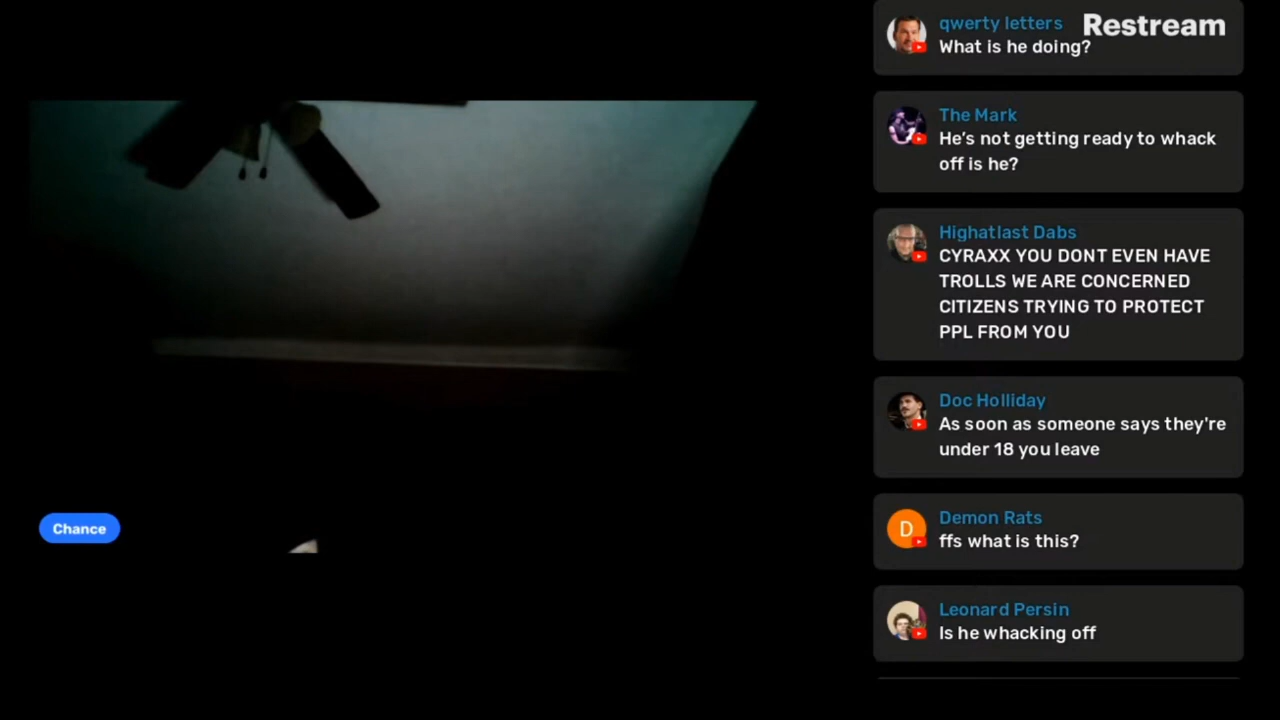 Restream
qwerty letters
What is he doing?
The Mark
He's not getting ready to whack
off is he?
Highatlast Dabs
CYRAXX YOU DONT EVEN HAVE
TROLLS WE ARE CONCERNED
CITIZENS TRYING TO PROTECT
PPL FROM YOU
Doc Holliday
As soon as someone says they're
under 18 you leave
D
Demon Rats
ffs what is this?
Leonard Persin
Is he whacking off
Chance